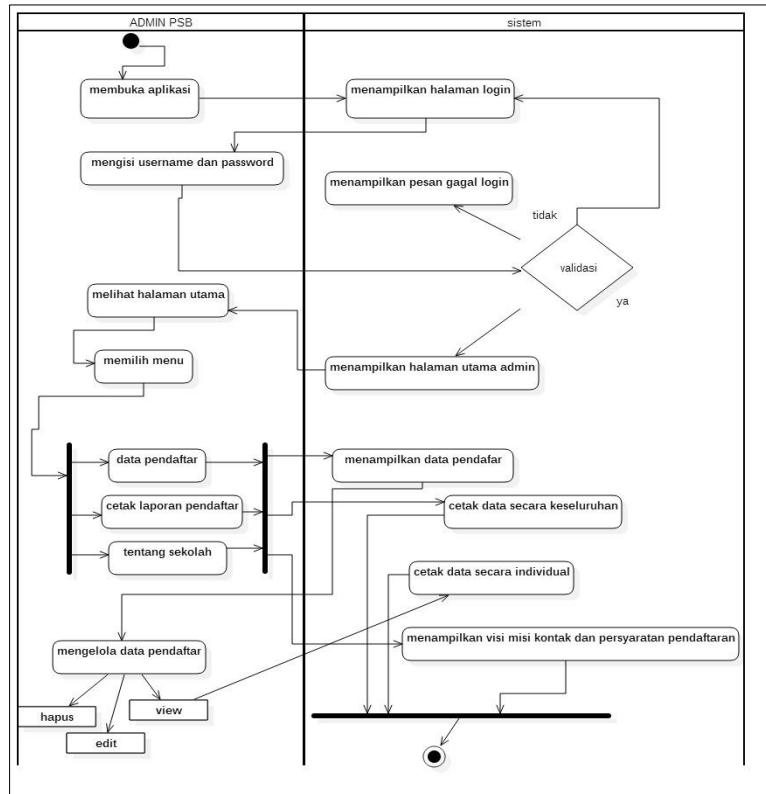 ADMIN PSB
sistem
membuka aplikasi
menampilkan halaman login
mengisi username dan password
menampilkan pesan gagal login
tidak
validasi
ya
melihat halaman utama
memilih menu
menampilkan halaman utama admin
data pendaftar
menampilkan data pendafar
cetak laporan pendaftar
cetak data secara keseluruhan
tentang sekolah
cetak data secara individual
mengelola data pendaftar
menampilkan visi misi kontak dan persyaratan pendaftaran
hapus
view
edit